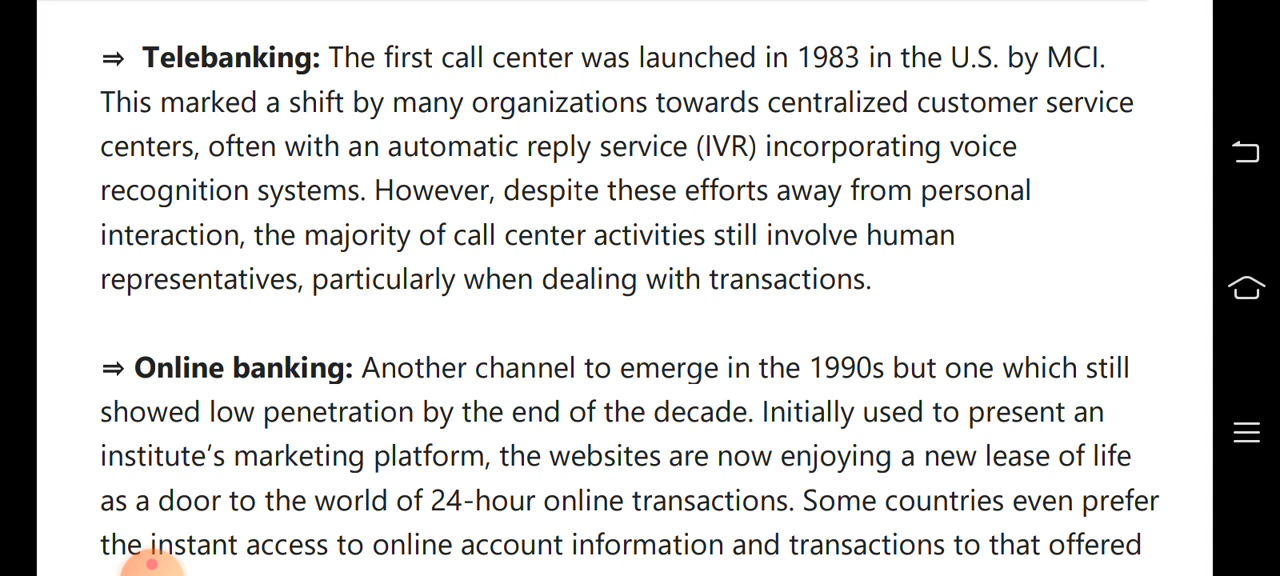 ⇒ Telebanking: The first call center was launched in 1983 in the U.S. by MCI.
This marked a shift by many organizations towards centralized customer service
centers, often with an automatic reply service (IVR) incorporating voice
recognition systems. However, despite these efforts away from personal
interaction, the majority of call center activities still involve human
representatives, particularly when dealing with transactions.
⇒ Online banking: Another channel to emerge in the 1990s but one which still
showed low penetration by the end of the decade. Initially used to present an
institute’s marketing platform, the websites are now enjoying a new lease of life
as a door to the world of 24-hour online transactions. Some countries even prefer
the instant access to online account information and transactions to that offered